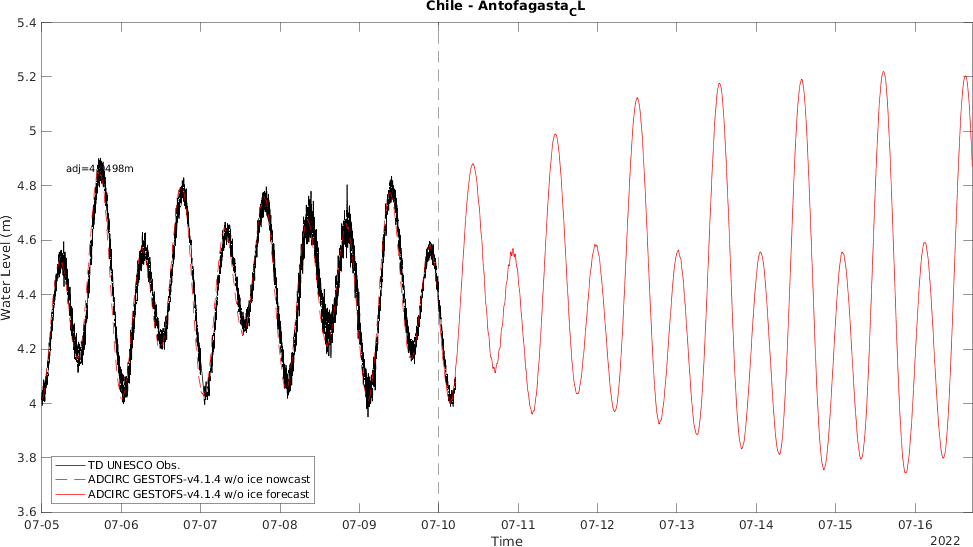 Chile - Antofagasta_CL
5.4
5.2
5
4.8
4.6
4.4
4.2
4
3.8
3.6
Water Level (m)
TD UNESCO Obs.
ADCIRC GESTOFS-v4.1.4 w/o ice nowcast
ADCIRC GESTOFS-v4.1.4 w/o ice forecast
07-05 07-06 07-07 07-08 07-09 07-10 07-11 07-12 07-13 07-14 07-15 07-16
Time
2022